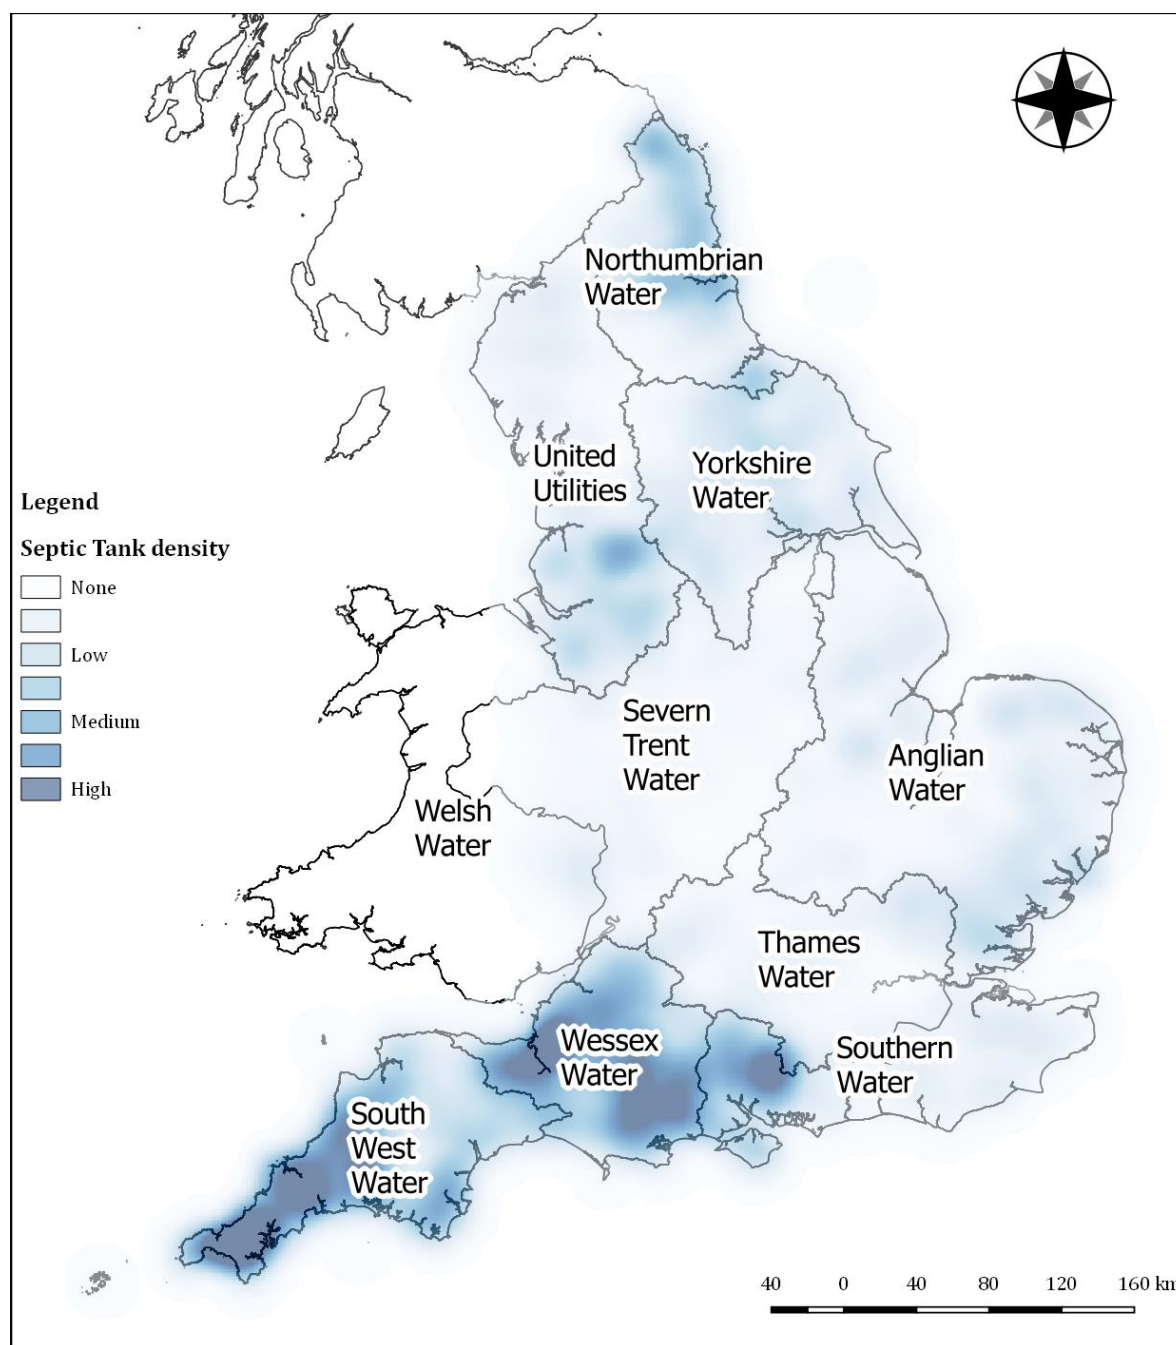 Northumbrian
Water
United
Utilities
Yorkshire
Water
Legend
Septic Tank density
None
Low
Medium
High
Severn
Trent
Water
Anglian
Water
Welsh
Water
Thames
Water
Wessex
Water
Southern
Water
South
West
Water
40 0 40 80 120 160 km